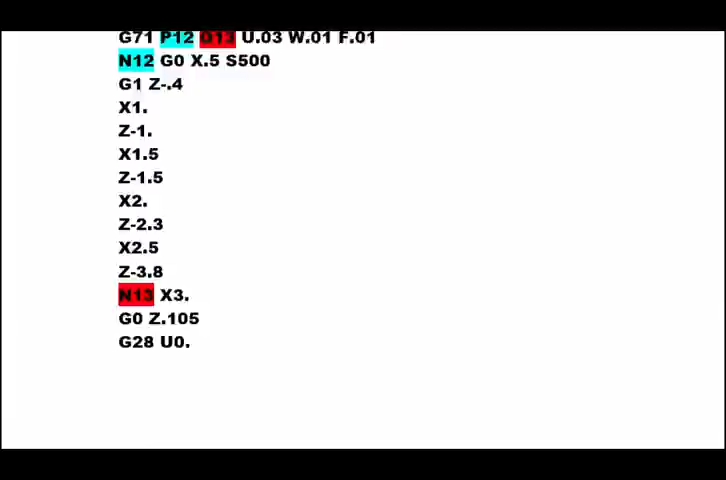 G71 P12 Q13 U.03 W.01 F.01
N12 G0 X.5 S500
G1 Z-.4
X1.
Z-1.
X1.5
Z-1.5
X2.
Z-2.3
X2.5
Z-3.8
N13 X3.
G0 Z.105
G28 U0.